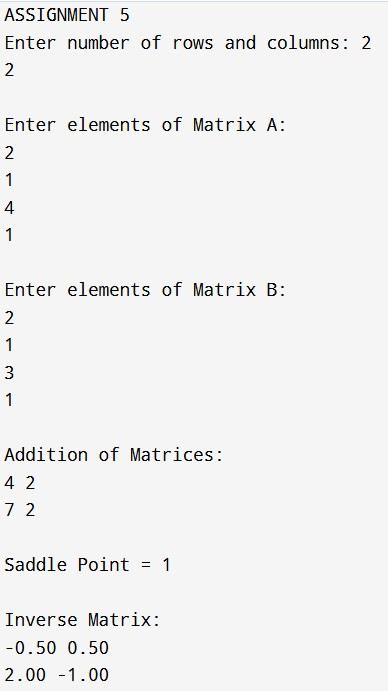 ASSIGNMENT 5
Enter number of rows and columns: 2
2
Enter elements of Matrix A:
2
1
4
1
Enter elements of Matrix B:
2
1
3
1
Addition of Matrices:
4 2
7 2
Saddle Point = 1
Inverse Matrix:
-0.50 0.50
2.00 -1.00